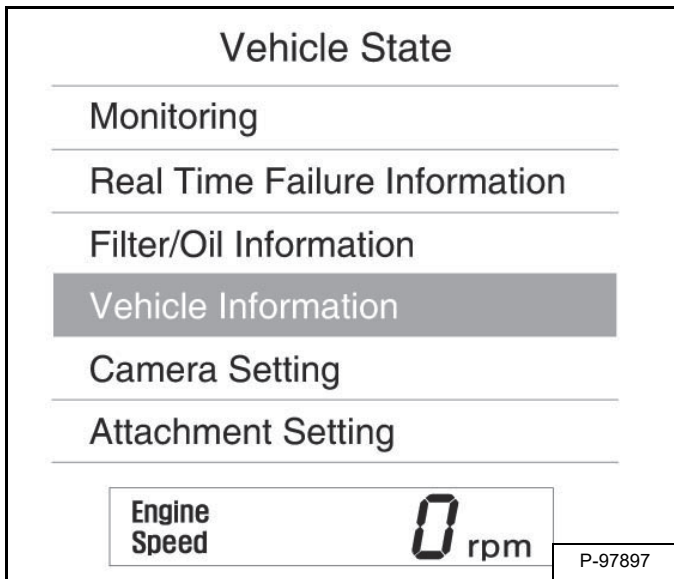 Vehicle State
Monitoring
Real Time Failure Information
Filter/Oil Information
Vehicle Information
Camera Setting
Attachment Setting
Engine
Speed
0 rpm
P-97897